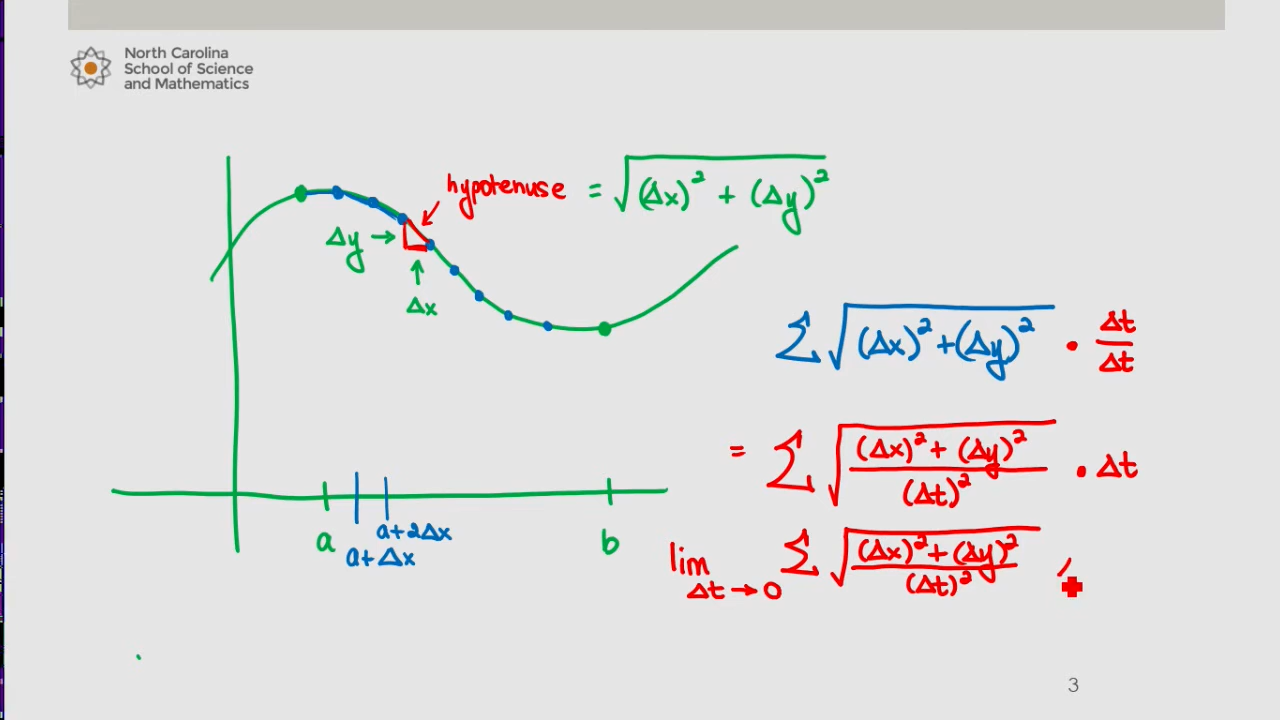 North Carolina
School of Science
and Mathematics
hypotenuse = √(Δx)² + (Δy)²
Δy →
↑
Δx
∑ √(Δx)² + (Δy)² · Δt/Δt
= ∑ √(Δx)² + (Δy)²/(Δt)² · Δt
a a+Δx a+2Δx b
lim Δt → 0 ∑ √(Δx)² + (Δy)²/(Δt)²
3